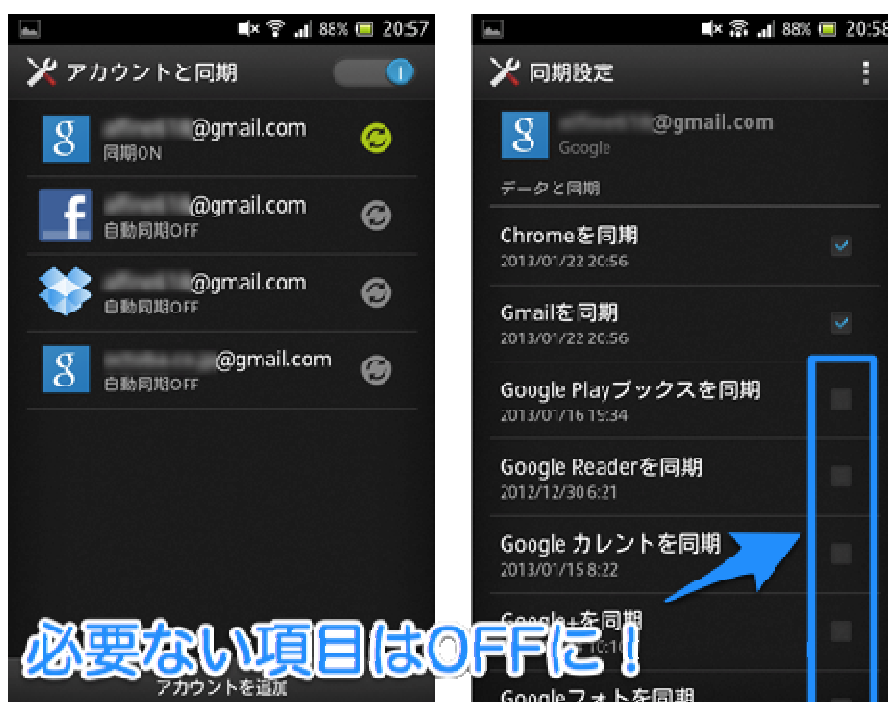 88% 20:57
アカウントと同期
@gmail.com
同期ON
@gmail.com
自動同期OFF
@gmail.com
自動同期OFF
@gmail.com
自動同期OFF
アカウントを追加
88% 20:58
同期設定
@gmail.com
Google
データと同期
Chromeを同期
2013/01/22 20:56
Gmailを同期
2013/01/22 20:56
Google Playブックスを同期
2013/01/16 19:34
Google Readerを同期
2012/12/30 6:21
Google カレントを同期
2013/01/15 8:22
Google+を同期
Googleフォトを同期
必要ない項目はOFFに！